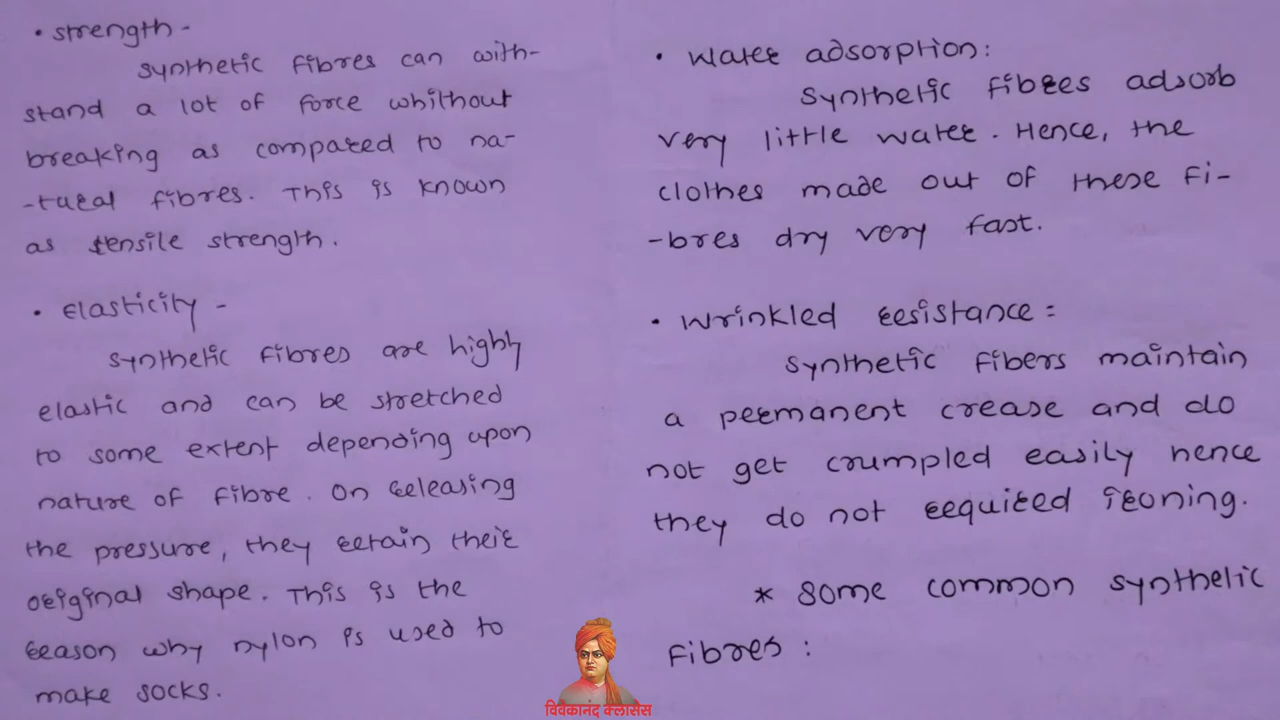 • strength -
synthetic fibres can with-
stand a lot of force whithout
breaking as compared to na-
-tural fibres. This is known
as tensile strength.
• Elasticity -
synthetic fibres are highly
elastic and can be stretched
to some extent depending upon
nature of fibre. On releasing
the pressure, they retain their
original shape. This is the
reason why nylon is used to
make socks.
• Water adsorption:
Synthetic fibres adsorb
very little water. Hence, the
clothes made out of these fi-
-bres dry very fast.
• Wrinkled resistance:
synthetic fibers maintain
a permanent crease and do
not get crumpled easily hence
they do not required ironing.
* Some common synthetic
Fibres:
विवेकानंद क्लासेस